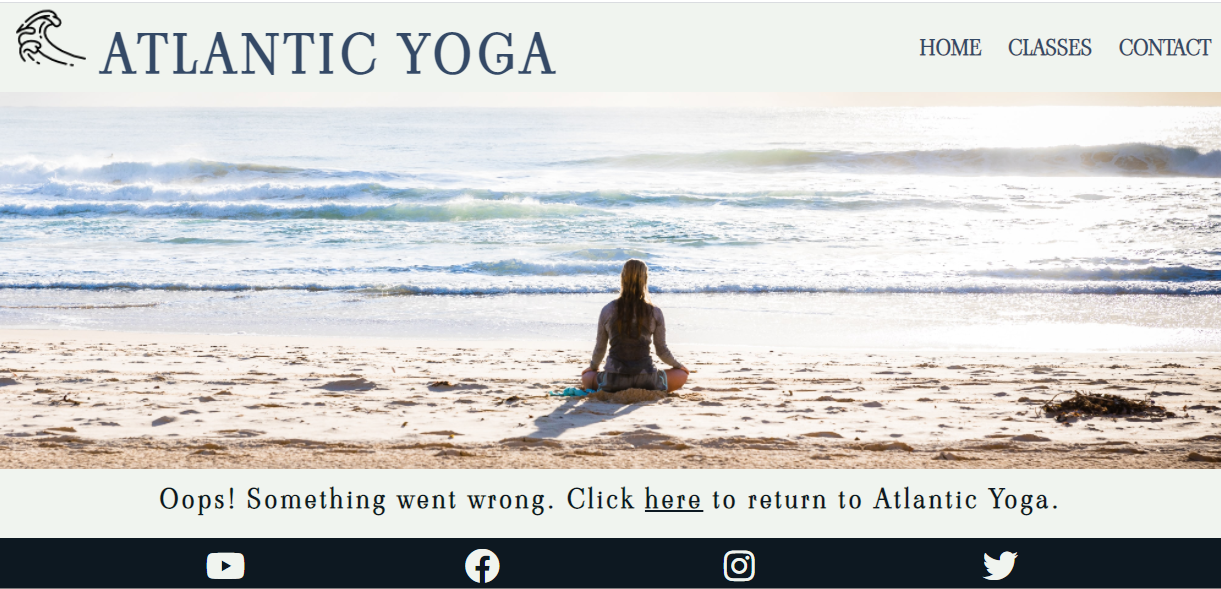 ATLANTIC YOGA
HOME CLASSES CONTACT
Oops! Something went wrong. Click here to return to Atlantic Yoga.